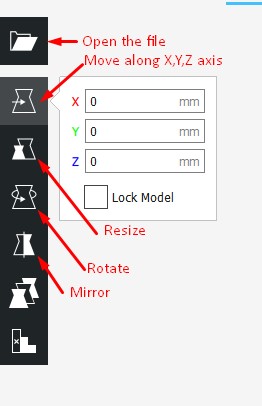 Open the file
Move along X,Y,Z axis
X 0 mm
Y 0 mm
Z 0 mm
Lock Model
Resize
Rotate
Mirror